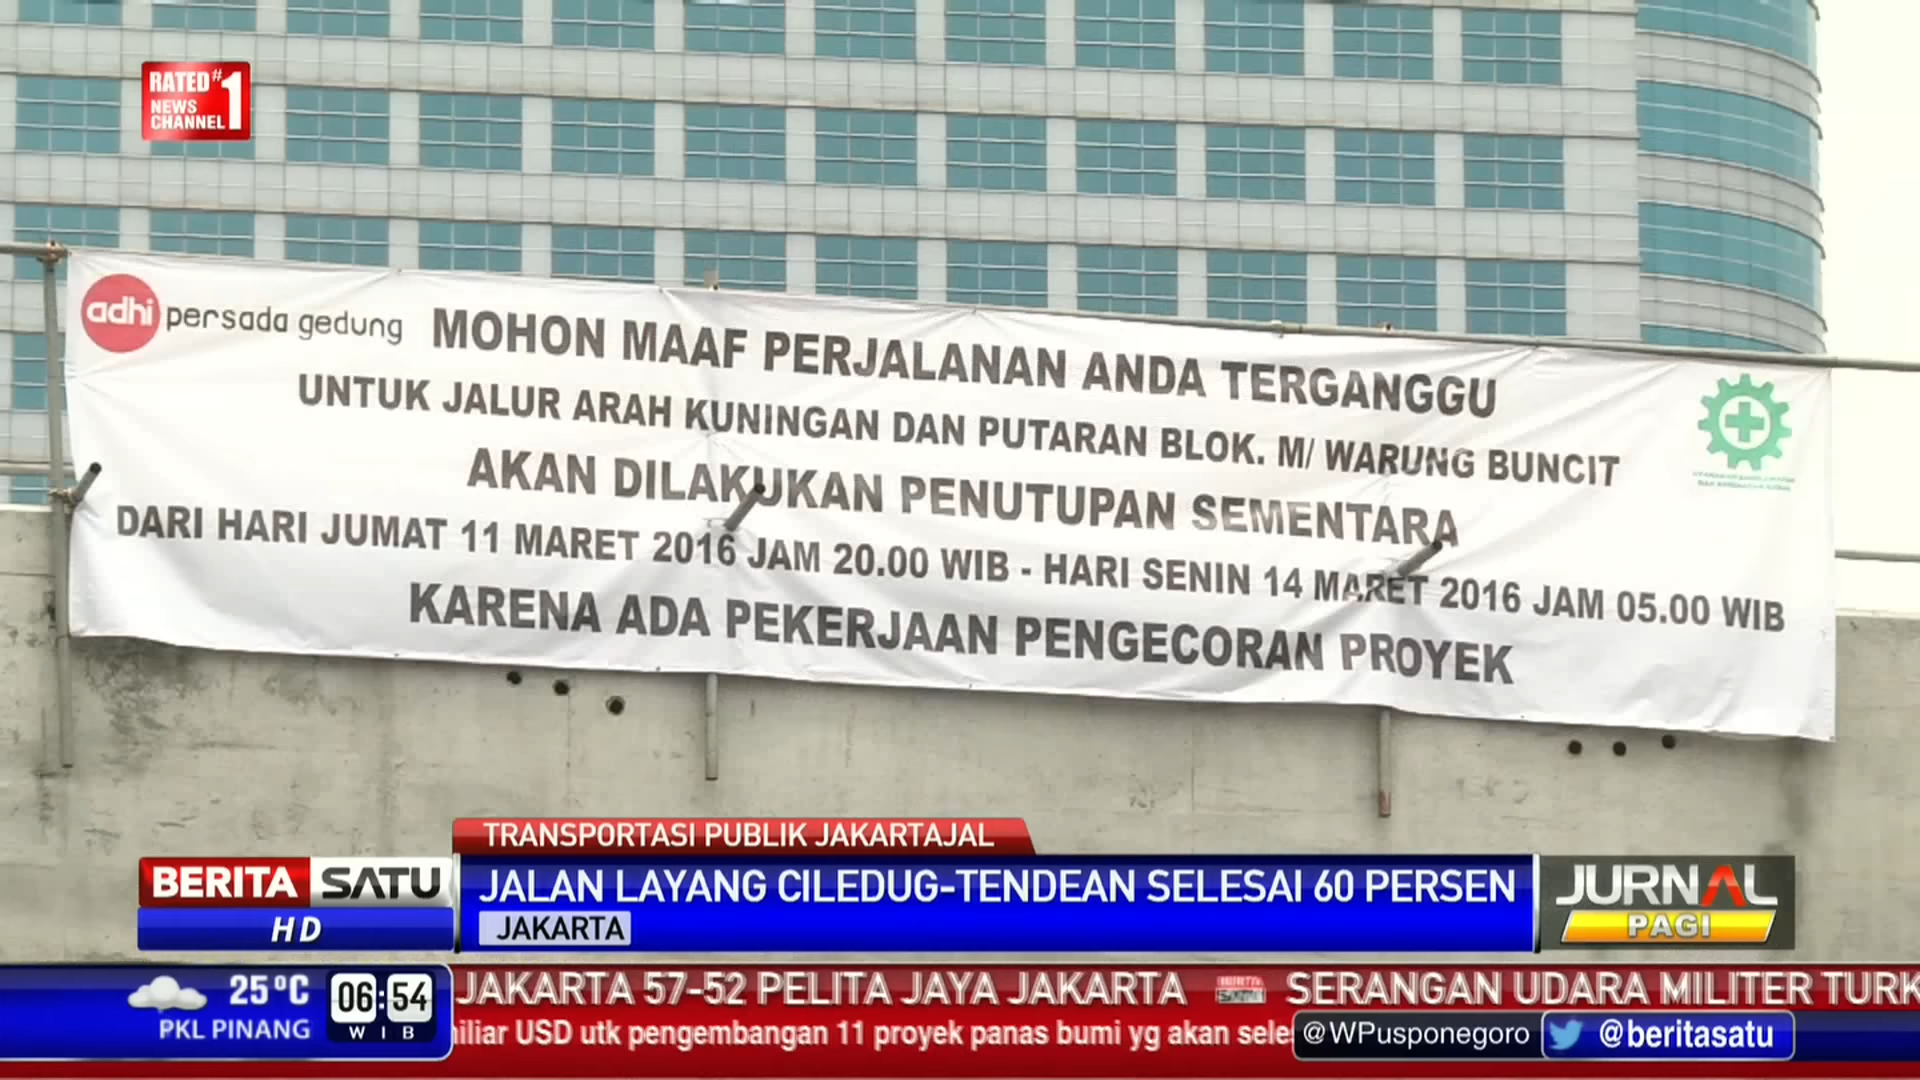 RATED #1
NEWS
CHANNEL
adhi persada gedung
MOHON MAAF PERJALANAN ANDA TERGANGGU
UNTUK JALUR ARAH KUNINGAN DAN PUTARAN BLOK. M/ WARUNG BUNCIT
AKAN DILAKUKAN PENUTUPAN SEMENTARA
DARI HARI JUMAT 11 MARET 2016 JAM 20.00 WIB - HARI SENIN 14 MARET 2016 JAM 05.00 WIB
KARENA ADA PEKERJAAN PENGECORAN PROYEK
TRANSPORTASI PUBLIK JAKARTAJAL
BERITA SATU
HD
JALAN LAYANG CILEDUG-TENDEAN SELESAI 60 PERSEN
JAKARTA
JURNAL
PAGI
25°C
PKL PINANG
06:54
WIB
JAKARTA 57-52 PELITA JAYA JAKARTA
BERITA SATU
SERANGAN UDARA MILITER TURK
iliar USD utk pengembangan 11 proyek panas bumi yg akan sele
@WPusponegoro
@beritasatu